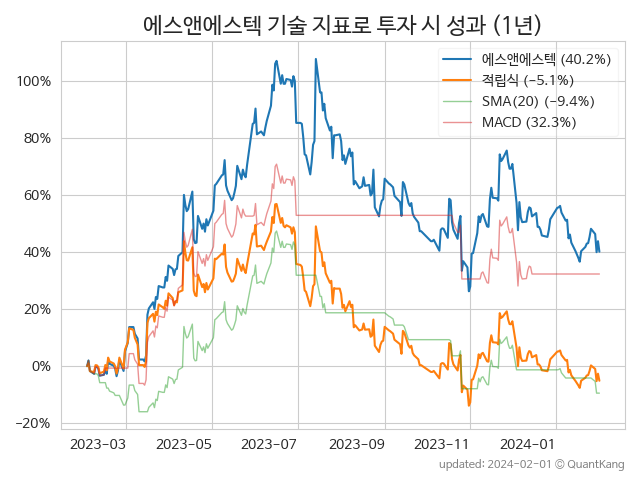 에스앤에스텍 기술 지표로 투자 시 성과 (1년)
에스앤에스텍 (40.2%)
적립식 (−5.1%)
SMA(20) (−9.4%)
MACD (32.3%)
100%
80%
60%
40%
20%
0%
−20%
2023-03
2023-05
2023-07
2023-09
2023-11
2024-01
updated: 2024-02-01 © QuantKang